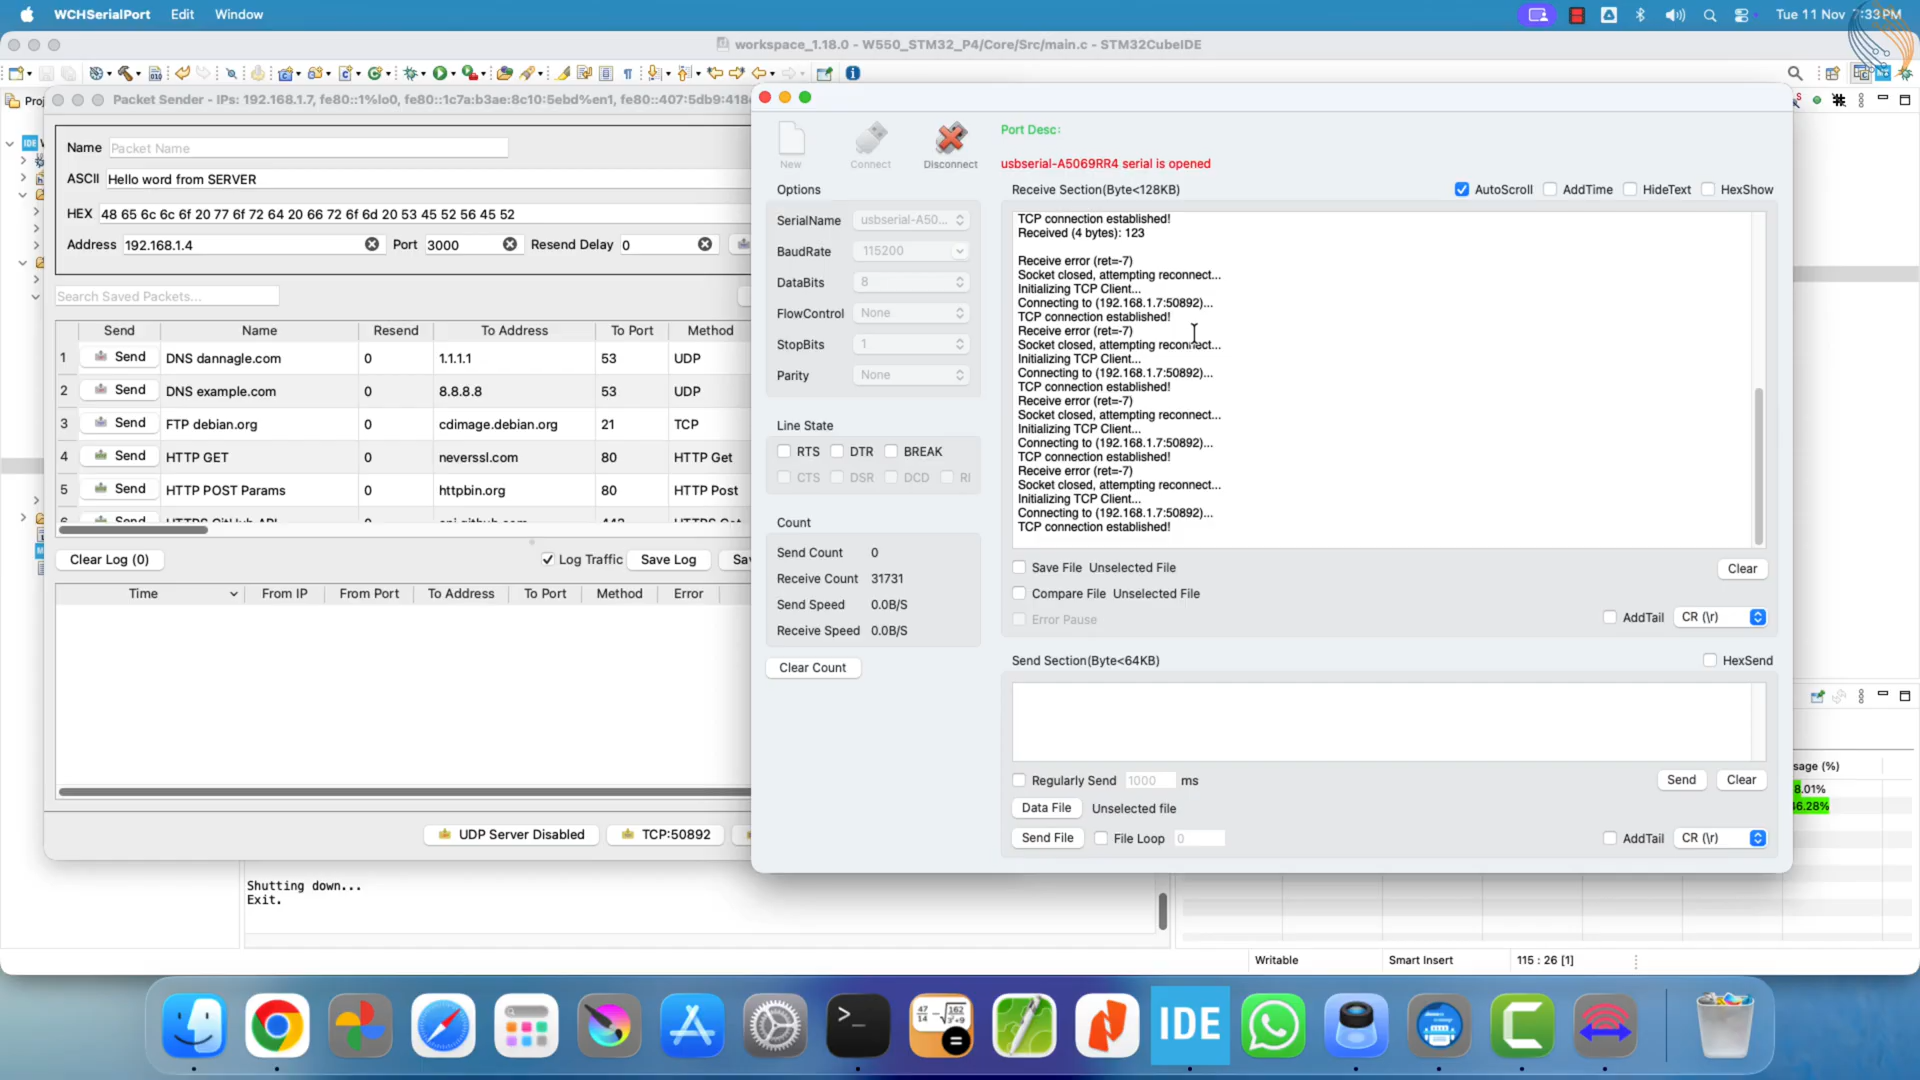 WCHSerialPort Edit Window
Tue 11 Nov 7:33 PM
workspace_1.18.0 - W550_STM32_P4/Core/Src/main.c - STM32CubeIDE
Packet Sender - IPs: 192.168.1.7, fe80::1%lo0, fe80::1c7a:b3ae:8c10:5ebd%en1, fe80::407:5db9:418
Name Packet Name
ASCII Hello word from SERVER
HEX 48 65 6c 6c 6f 20 77 6f 72 64 20 66 72 6f 6d 20 53 45 52 56 45 52
Address 192.168.1.4 Port 3000 Resend Delay 0
Search Saved Packets...
Send Name Resend To Address To Port Method
1 Send DNS dannagle.com 0 1.1.1.1 53 UDP
2 Send DNS example.com 0 8.8.8.8 53 UDP
3 Send FTP debian.org 0 cdimage.debian.org 21 TCP
4 Send HTTP GET 0 neverssl.com 80 HTTP Get
5 Send HTTP POST Params 0 httpbin.org 80 HTTP Post
Clear Log (0) Log Traffic Save Log Sa
Time From IP From Port To Address To Port Method Error
UDP Server Disabled TCP:50892
Shutting down...
Exit.
New Connect Disconnect
Port Desc:
usbserial-A5069RR4 serial is opened
Options
SerialName usbserial-A50...
BaudRate 115200
DataBits 8
FlowControl None
StopBits 1
Parity None
Line State
RTS DTR BREAK
CTS DSR DCD RI
Count
Send Count 0
Receive Count 31731
Send Speed 0.0B/S
Receive Speed 0.0B/S
Clear Count
Receive Section(Byte<128KB) AutoScroll AddTime HideText HexShow
TCP connection established!
Received (4 bytes): 123
Receive error (ret=-7)
Socket closed, attempting reconnect...
Initializing TCP Client...
Connecting to (192.168.1.7:50892)...
TCP connection established!
Receive error (ret=-7)
Socket closed, attempting reconnect...
Initializing TCP Client...
Connecting to (192.168.1.7:50892)...
TCP connection established!
Receive error (ret=-7)
Socket closed, attempting reconnect...
Initializing TCP Client...
Connecting to (192.168.1.7:50892)...
TCP connection established!
Receive error (ret=-7)
Socket closed, attempting reconnect...
Initializing TCP Client...
Connecting to (192.168.1.7:50892)...
TCP connection established!
Save File Unselected File Clear
Compare File Unselected File
Error Pause AddTail CR (\r)
Send Section(Byte<64KB) HexSend
Regularly Send 1000 ms Send Clear
Data File Unselected file
Send File File Loop 0 AddTail CR (\r)
sage (%)
8.01%
46.28%
Writable Smart Insert 115 : 26 [1]
IDE